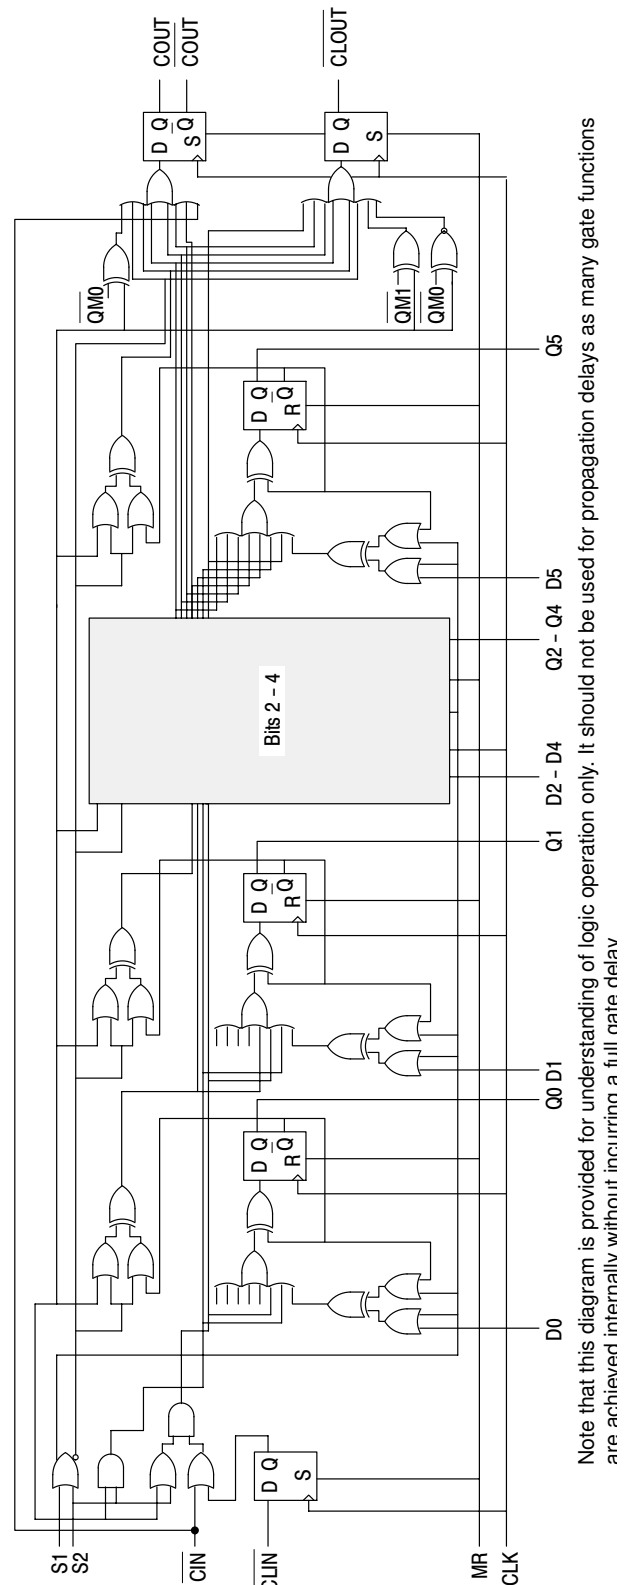 S1
S2
CIN
CLIN
MR
CLK
QM0
COUT
COUT
D Q
Q
S
Bits 2 – 4
D Q
S
D Q
Q
R
D Q
Q
R
D Q
Q
R
QM1
QM0
D Q
S
CLOUT
D0
Q0
D1
Q1
D2 – D4
Q2 – Q4
D5
Q5
Note that this diagram is provided for understanding of logic operation only. It should not be used for propagation delays as many gate functions
are achieved internally without incurring a full gate delay